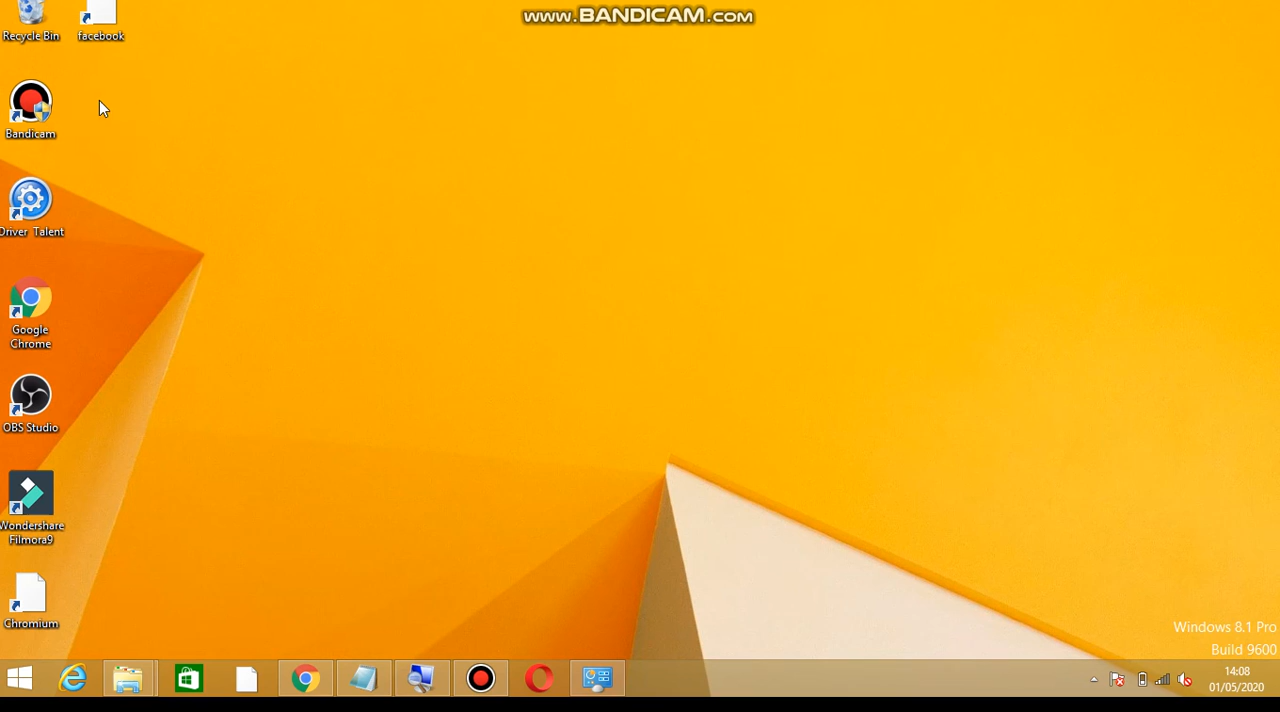 www.BANDICAM.com
Recycle Bin
facebook
Bandicam
Driver Talent
Google
Chrome
OBS Studio
Wondershare
Filmora9
Chromium
Windows 8.1 Pro
Build 9600
14:08
01/05/2020